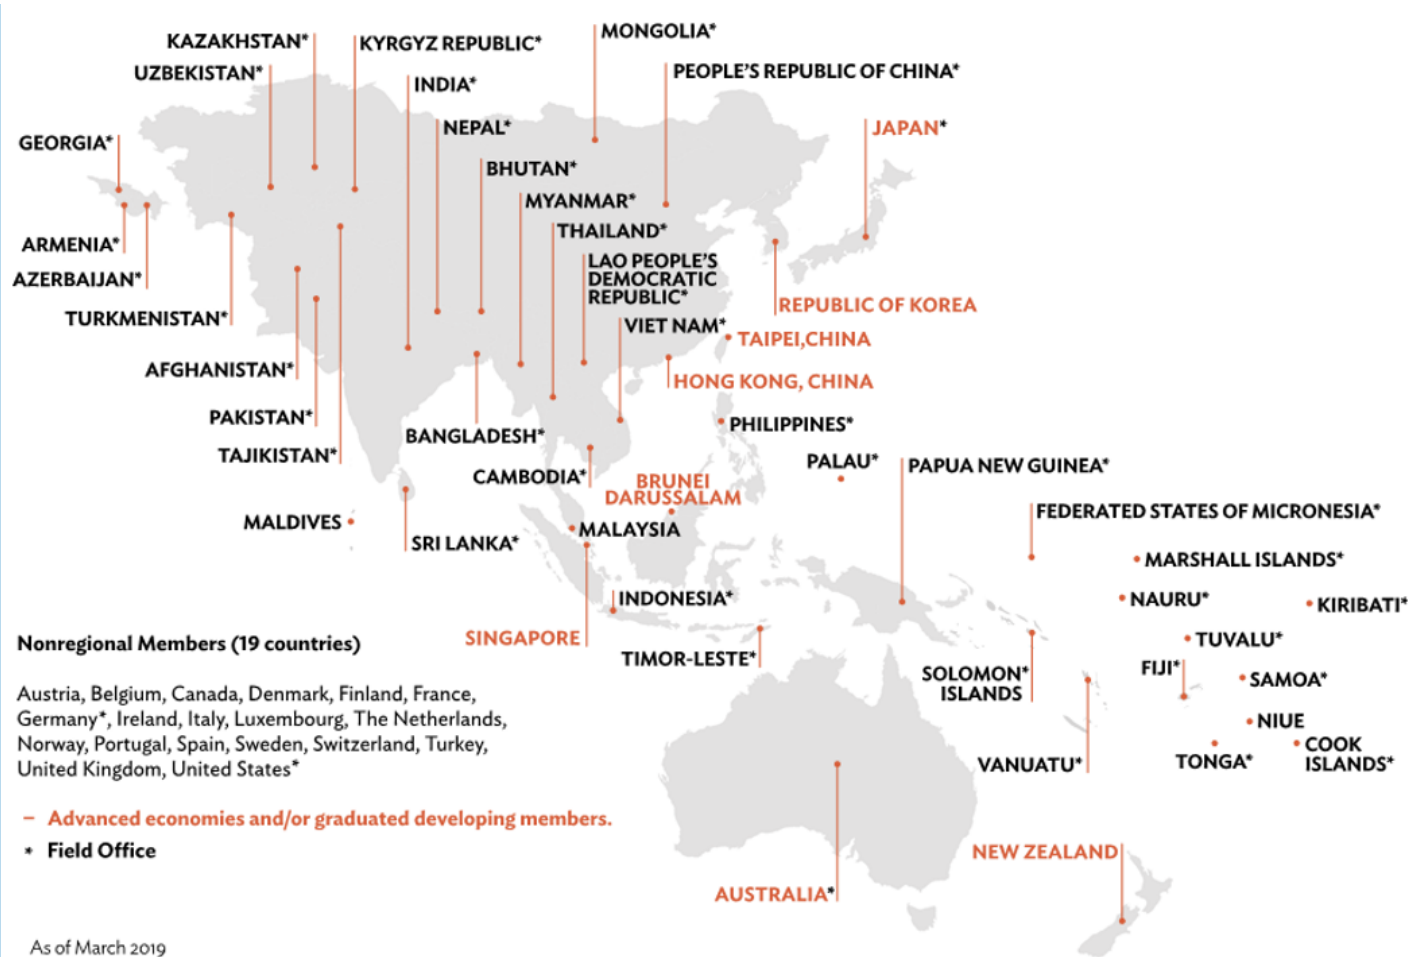 KAZAKHSTAN*
KYRGYZ REPUBLIC*
MONGOLIA*
UZBEKISTAN*
INDIA*
PEOPLE'S REPUBLIC OF CHINA*
GEORGIA*
NEPAL*
JAPAN*
BHUTAN*
MYANMAR*
THAILAND*
ARMENIA*
LAO PEOPLE'S
DEMOCRATIC
REPUBLIC*
AZERBAIJAN*
REPUBLIC OF KOREA
TURKMENISTAN*
VIET NAM*
TAIPEI,CHINA
AFGHANISTAN*
HONG KONG, CHINA
PAKISTAN*
PHILIPPINES*
BANGLADESH*
TAJIKISTAN*
PALAU*
PAPUA NEW GUINEA*
CAMBODIA*
BRUNEI
DARUSSALAM
FEDERATED STATES OF MICRONESIA*
MALDIVES
MALAYSIA
SRI LANKA*
MARSHALL ISLANDS*
INDONESIA*
NAURU*
KIRIBATI*
SINGAPORE
TUVALU*
TIMOR-LESTE*
FIJI*
SOLOMON*
ISLANDS
SAMOA*
NIUE
VANUATU*
TONGA*
COOK
ISLANDS*
Nonregional Members (19 countries)
Austria, Belgium, Canada, Denmark, Finland, France,
Germany*, Ireland, Italy, Luxembourg, The Netherlands,
Norway, Portugal, Spain, Sweden, Switzerland, Turkey,
United Kingdom, United States*
– Advanced economies and/or graduated developing members.
* Field Office
NEW ZEALAND
AUSTRALIA*
As of March 2019